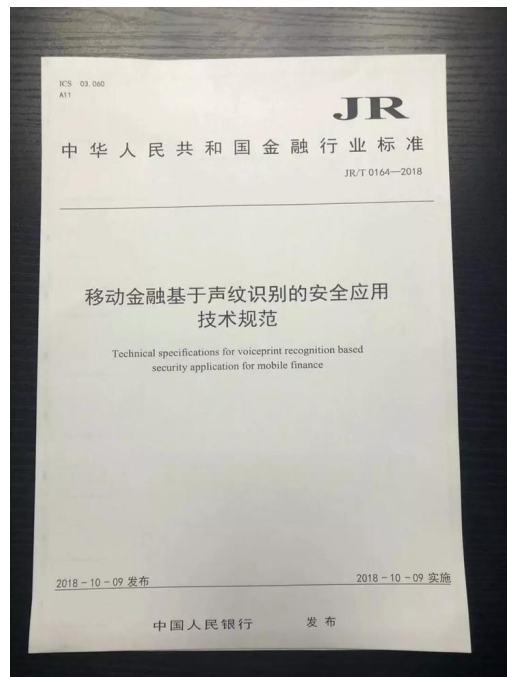 ICS 03.060
A11
JR
中华人民共和国金融行业标准
JR/T 0164—2018
移动金融基于声纹识别的安全应用
技术规范
Technical specifications for voiceprint recognition based
security application for mobile finance
2018-10-09 发布
2018-10-09 实施
中国人民银行 发布